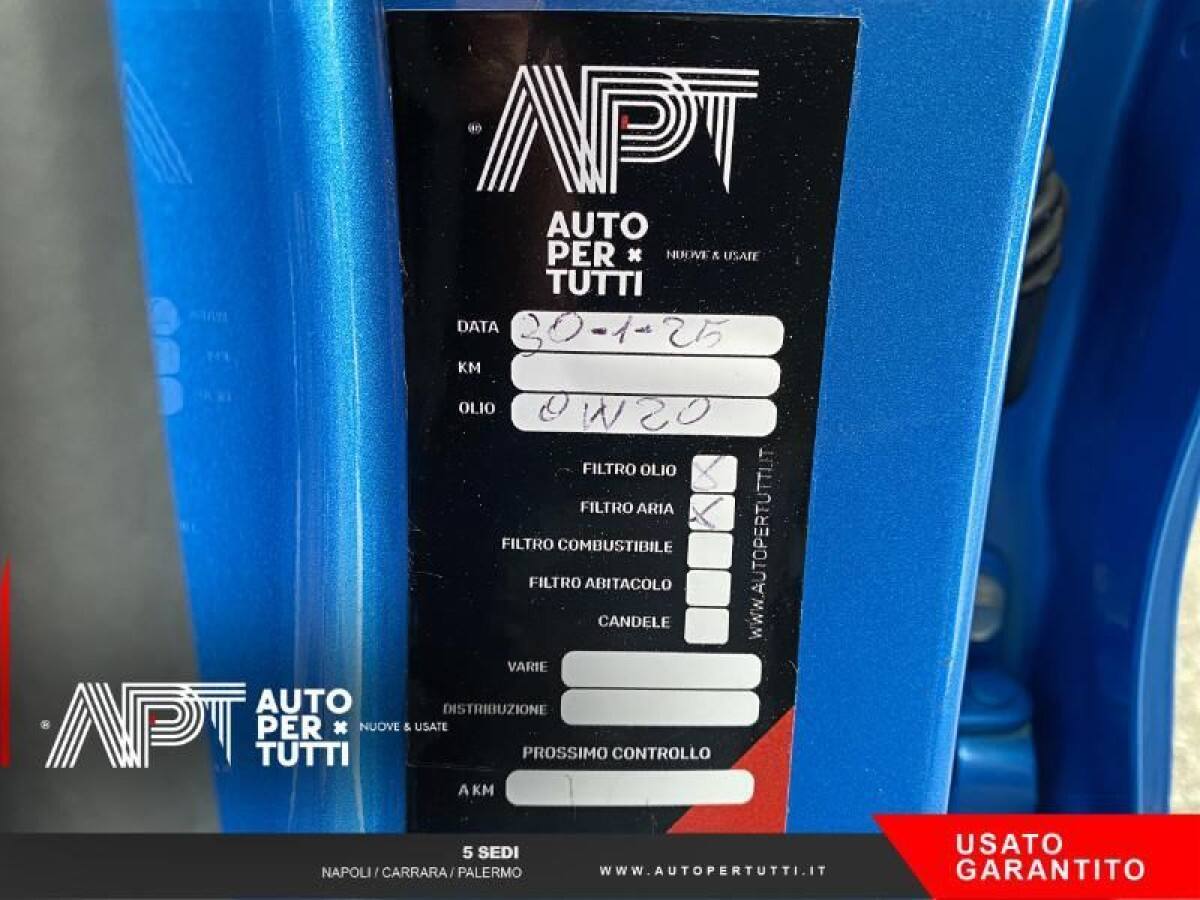 APT
AUTO
PER
TUTTI
NUOVE & USATE
DATA 30-1-25
KM
OLIO 0W20
FILTRO OLIO X
FILTRO ARIA X
FILTRO COMBUSTIBILE
FILTRO ABITACOLO
CANDELE
WWW.AUTOPERTUTTI.IT
VARIE
DISTRIBUZIONE
PROSSIMO CONTROLLO
A KM
APT
AUTO
PER
TUTTI
NUOVE & USATE
5 SEDI
NAPOLI / CARRARA / PALERMO
WWW.AUTOPERTUTTI.IT
USATO
GARANTITO